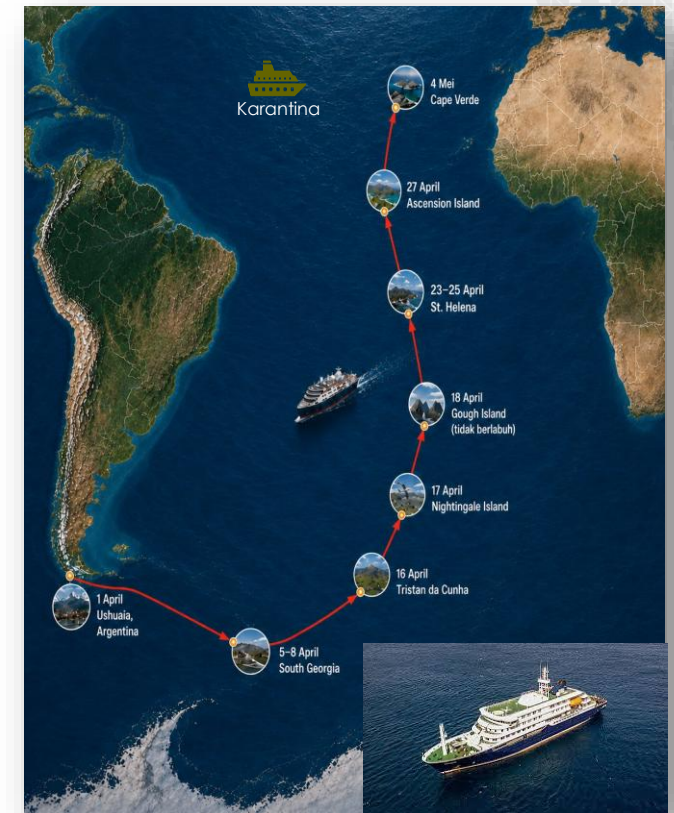 Karantina
4 Mei
Cape Verde
27 April
Ascension Island
23–25 April
St. Helena
18 April
Gough Island
(tidak berlabuh)
17 April
Nightingale Island
16 April
Tristan da Cunha
1 April
Ushuaia,
Argentina
5–8 April
South Georgia